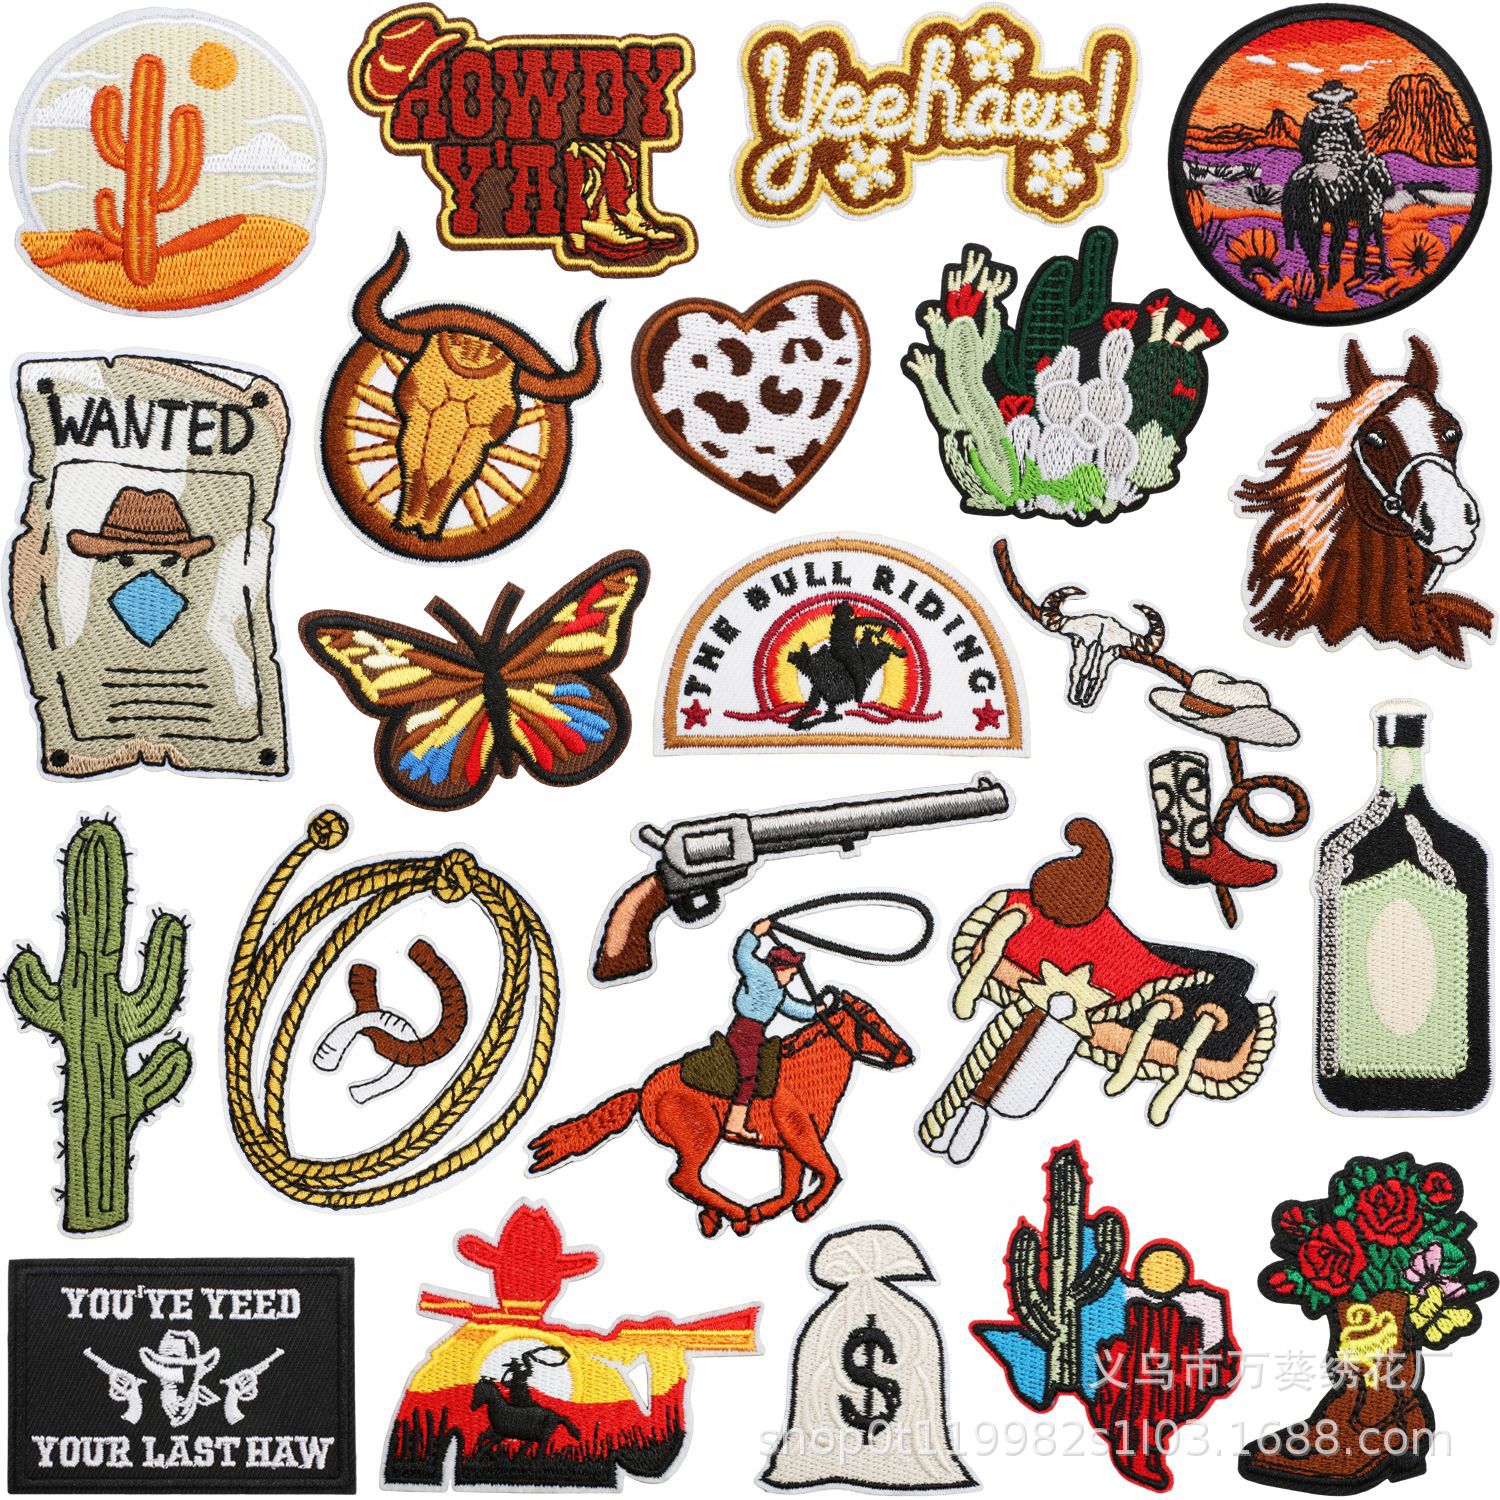 HOWDY
Y'ALL
Yeehaw!
WANTED
THE BULL RIDING
YOU'VE YEED
YOUR LAST HAW
$
义乌市万葵绣花厂
shop0t119982s1l03.1688.com